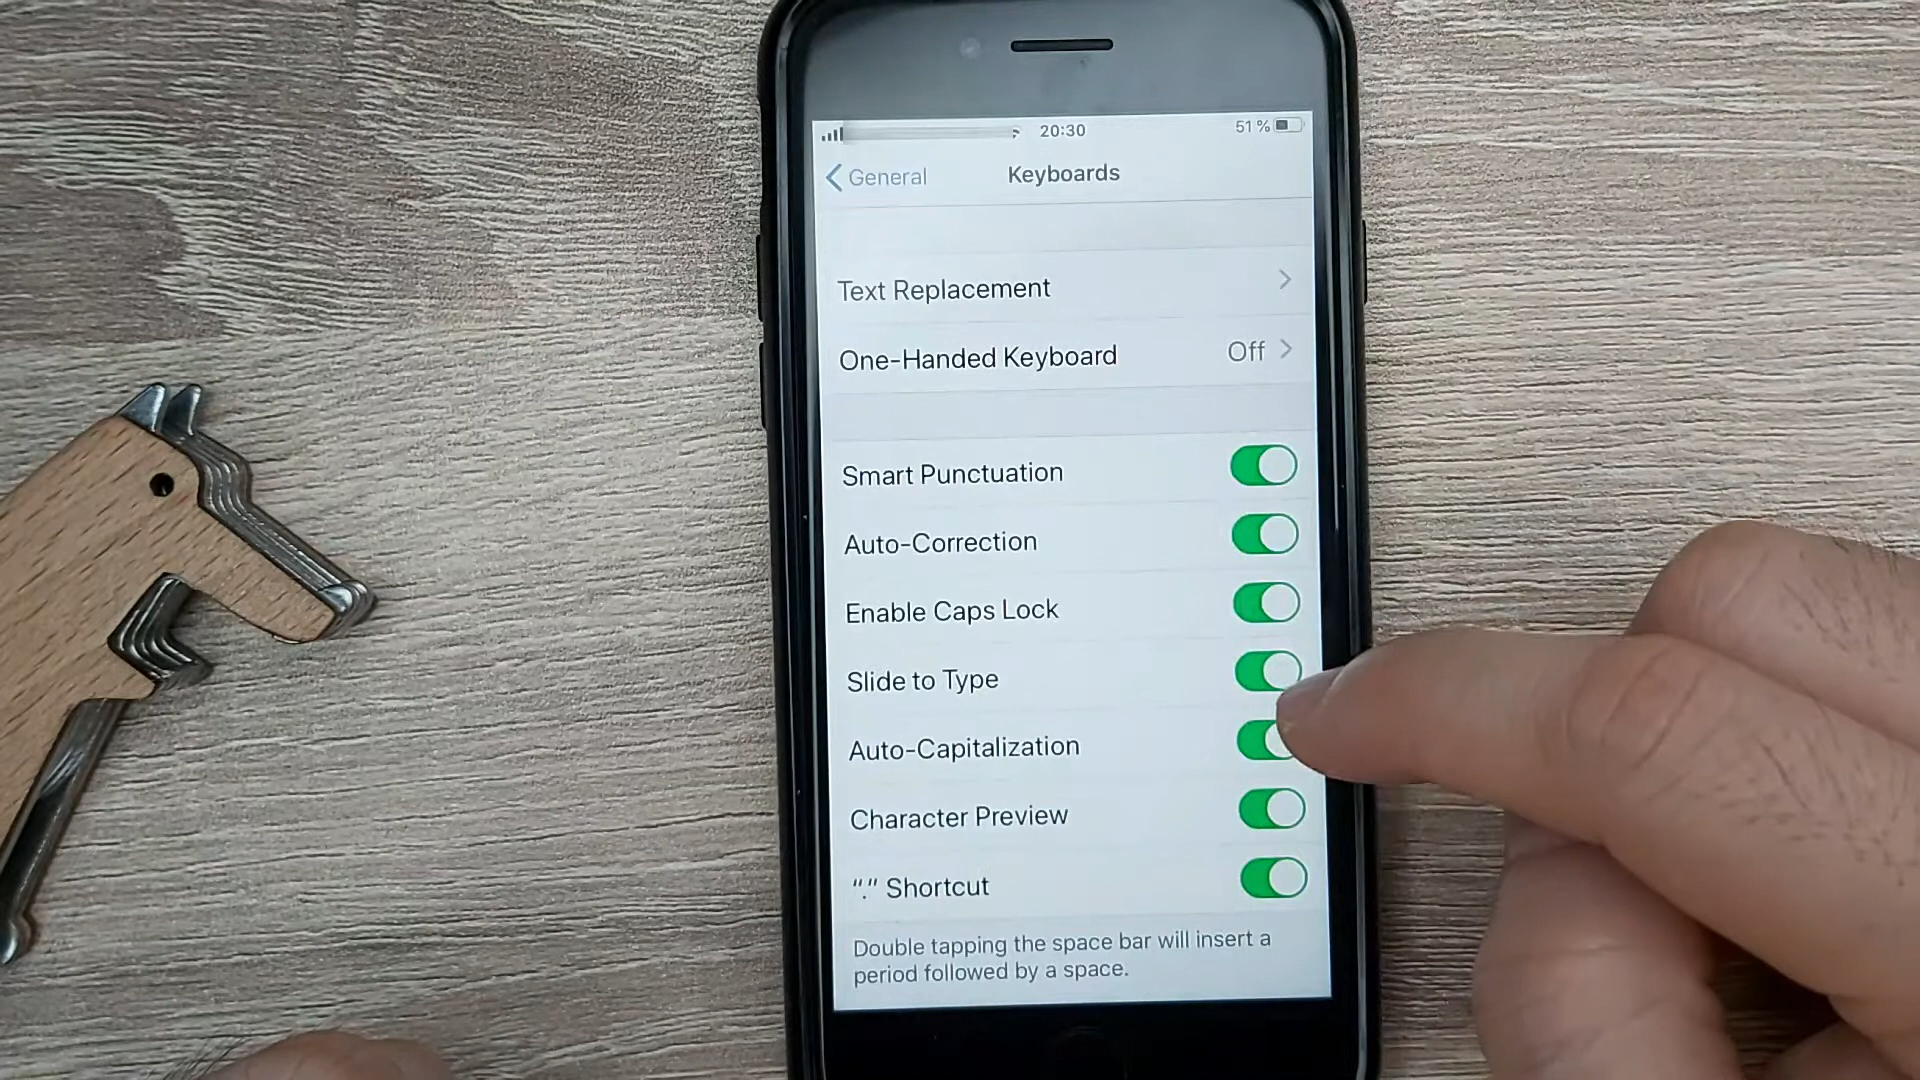 20:30
51 %
General
Keyboards
Text Replacement
One-Handed Keyboard Off
Smart Punctuation
Auto-Correction
Enable Caps Lock
Slide to Type
Auto-Capitalization
Character Preview
“.” Shortcut
Double tapping the space bar will insert a
period followed by a space.